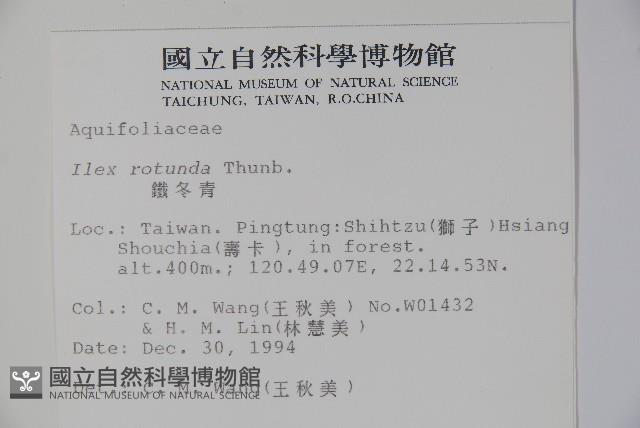 國立自然科學博物館
NATIONAL MUSEUM OF NATURAL SCIENCE
TAICHUNG, TAIWAN, R.O.CHINA
Aquifoliaceae
Ilex rotunda Thunb.
鐵冬青
Loc.: Taiwan. Pingtung:Shihtzu(獅子)Hsiang
Shouchia(壽卡), in forest.
alt.400m.; 120.49.07E, 22.14.53N.
Col.: C. M. Wang(王秋美) No.W01432
& H. M. Lin(林慧美)
Date: Dec. 30, 1994
Det.: C. M. Wang(王秋美)
國立自然科學博物館
NATIONAL MUSEUM OF NATURAL SCIENCE